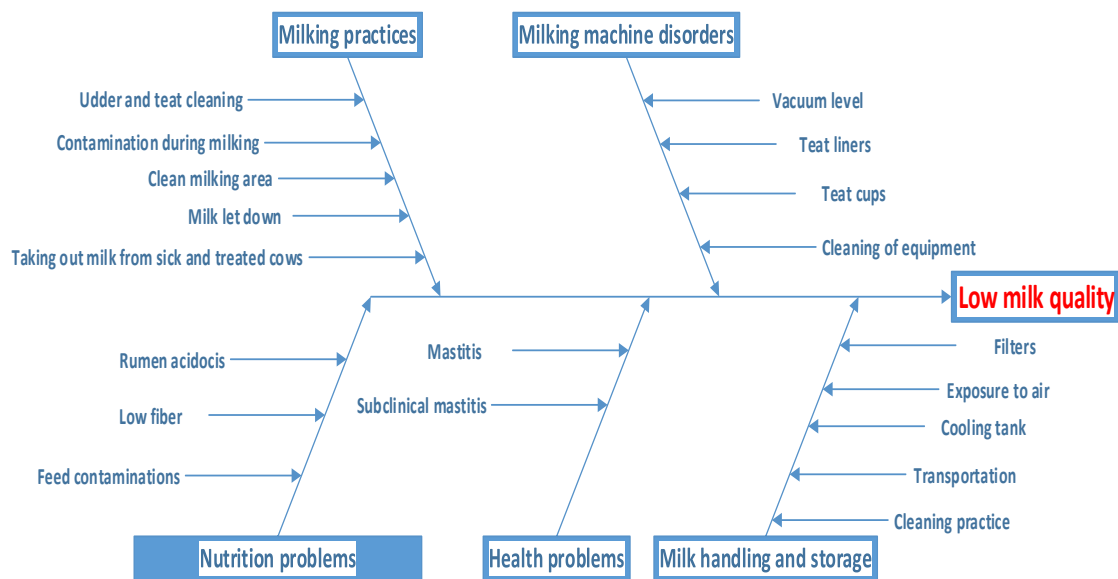 Milking practices
Milking machine disorders
Udder and teat cleaning
Vacuum level
Contamination during milking
Teat liners
Clean milking area
Teat cups
Milk let down
Taking out milk from sick and treated cows
Cleaning of equipment
Low milk quality
Rumen acidocis
Mastitis
Filters
Low fiber
Subclinical mastitis
Exposure to air
Cooling tank
Feed contaminations
Transportation
Cleaning practice
Nutrition problems
Health problems
Milk handling and storage